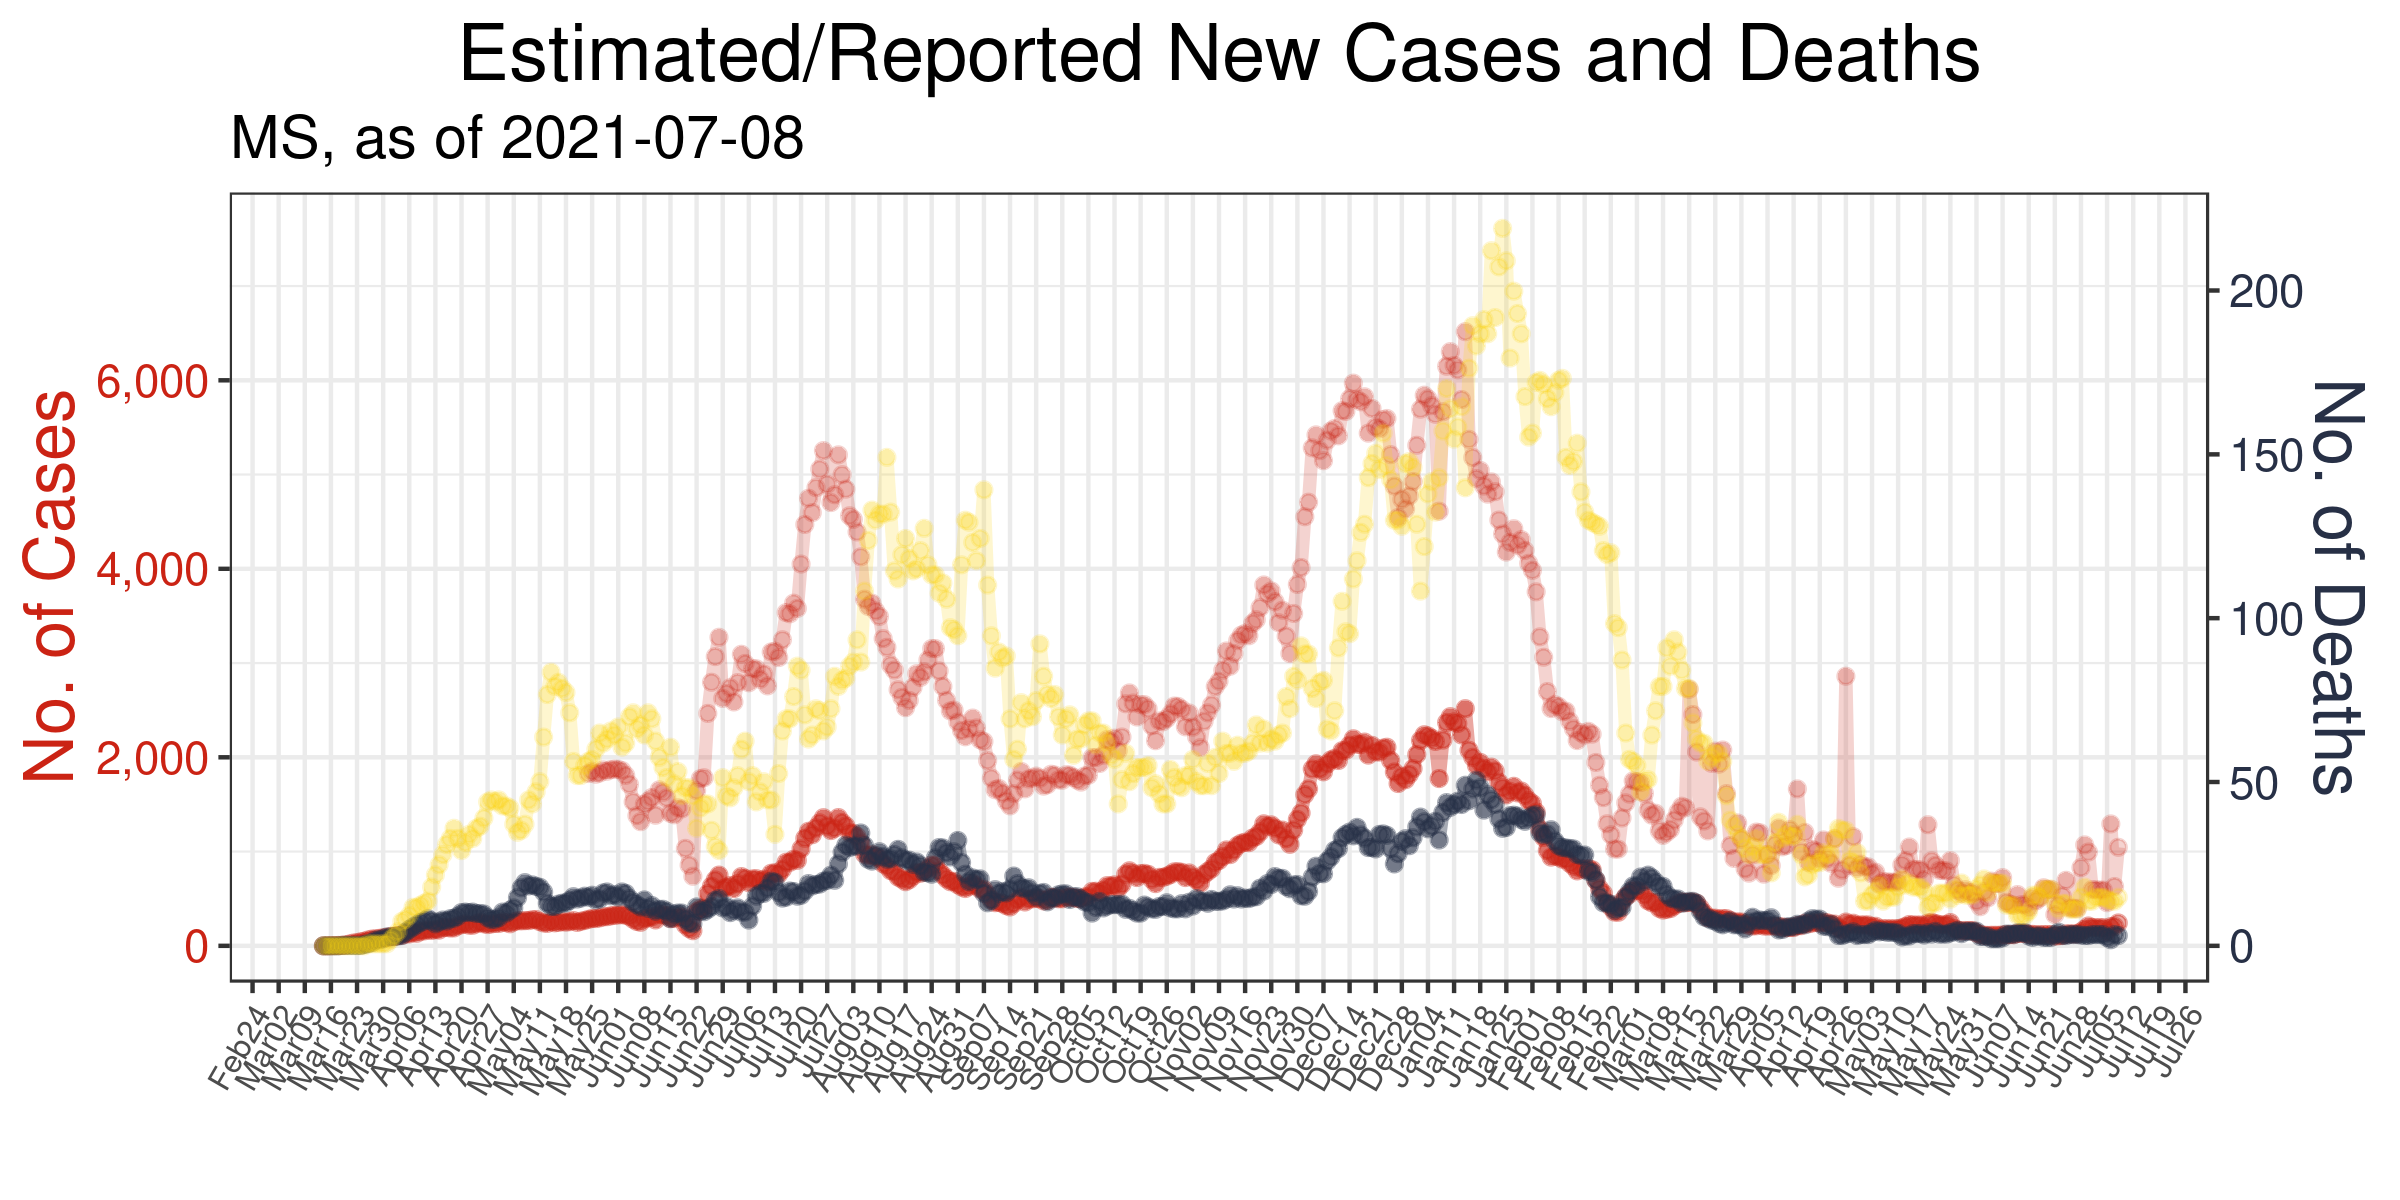 Estimated/Reported New Cases and Deaths
MS, as of 2021-07-08
No. of Cases
6,000
4,000
2,000
0
No. of Deaths
200
150
100
50
0
Feb24
Mar02
Mar09
Mar16
Mar23
Mar30
Apr06
Apr13
Apr20
Apr27
May04
May11
May18
May25
Jun01
Jun08
Jun15
Jun22
Jun29
Jul06
Jul13
Jul20
Jul27
Aug03
Aug10
Aug17
Aug24
Aug31
Sep07
Sep14
Sep21
Sep28
Oct05
Oct12
Oct19
Oct26
Nov02
Nov09
Nov16
Nov23
Nov30
Dec07
Dec14
Dec21
Dec28
Jan04
Jan11
Jan18
Jan25
Feb01
Feb08
Feb15
Feb22
Mar01
Mar08
Mar15
Mar22
Mar29
Apr05
Apr12
Apr19
Apr26
May03
May10
May17
May24
May31
Jun07
Jun14
Jun21
Jun28
Jul05
Jul12
Jul19
Jul26